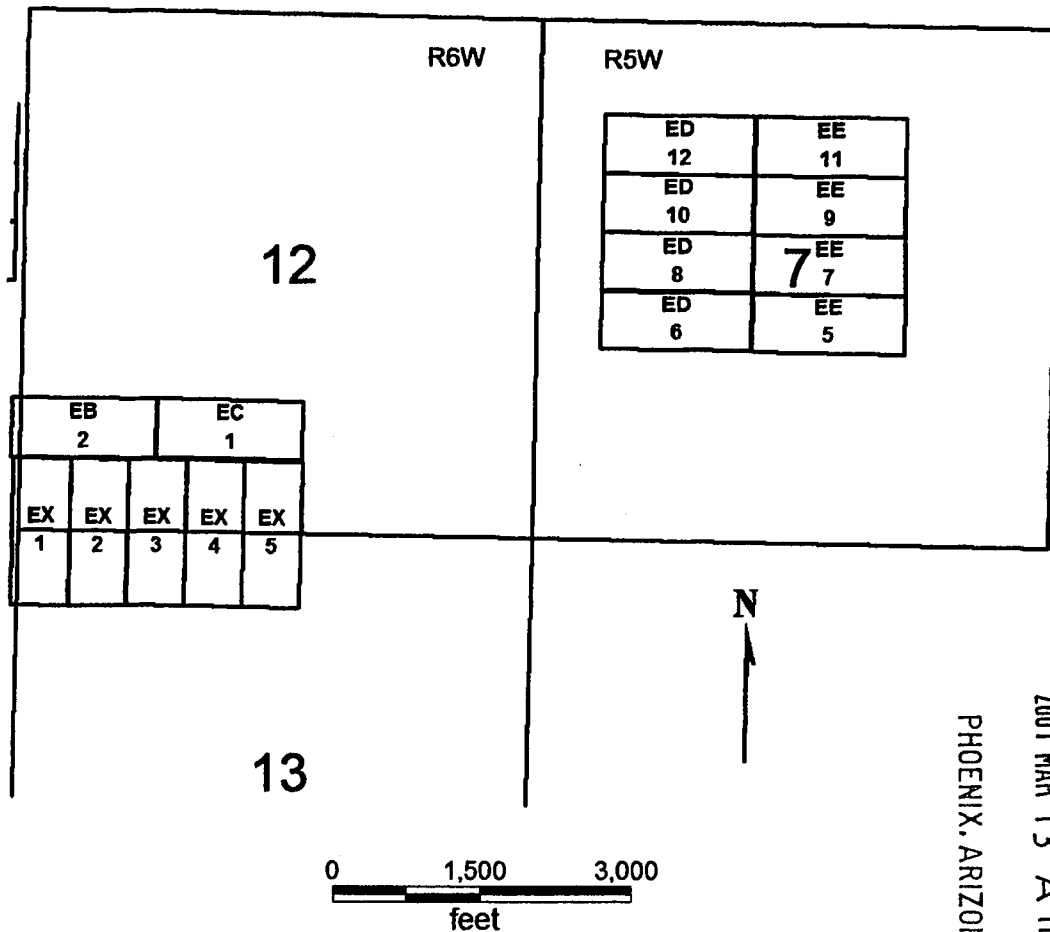 R6W R5W
ED EE
12 11
ED EE
10 9
12
ED 7 EE
8 7
ED EE
6 5
EB EC
2 1
EX EX EX EX EX
1 2 3 4 5
N
13
0 1,500 3,000
feet
MAR
PHOENIX,